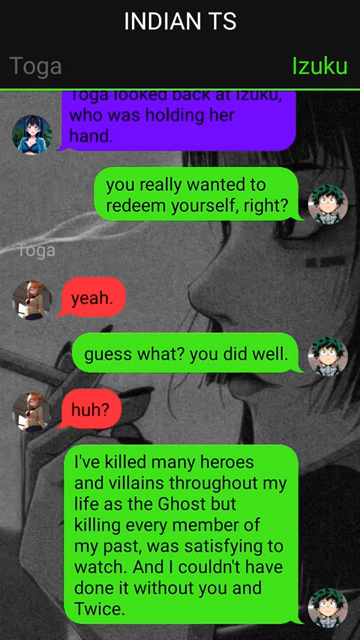 INDIAN TS
Toga
Izuku
Toga looked back at Izuku,
who was holding her
hand.
you really wanted to
redeem yourself, right?
Toga
yeah.
guess what? you did well.
huh?
I've killed many heroes
and villains throughout my
life as the Ghost but
killing every member of
my past, was satisfying to
watch. And I couldn't have
done it without you and
Twice.